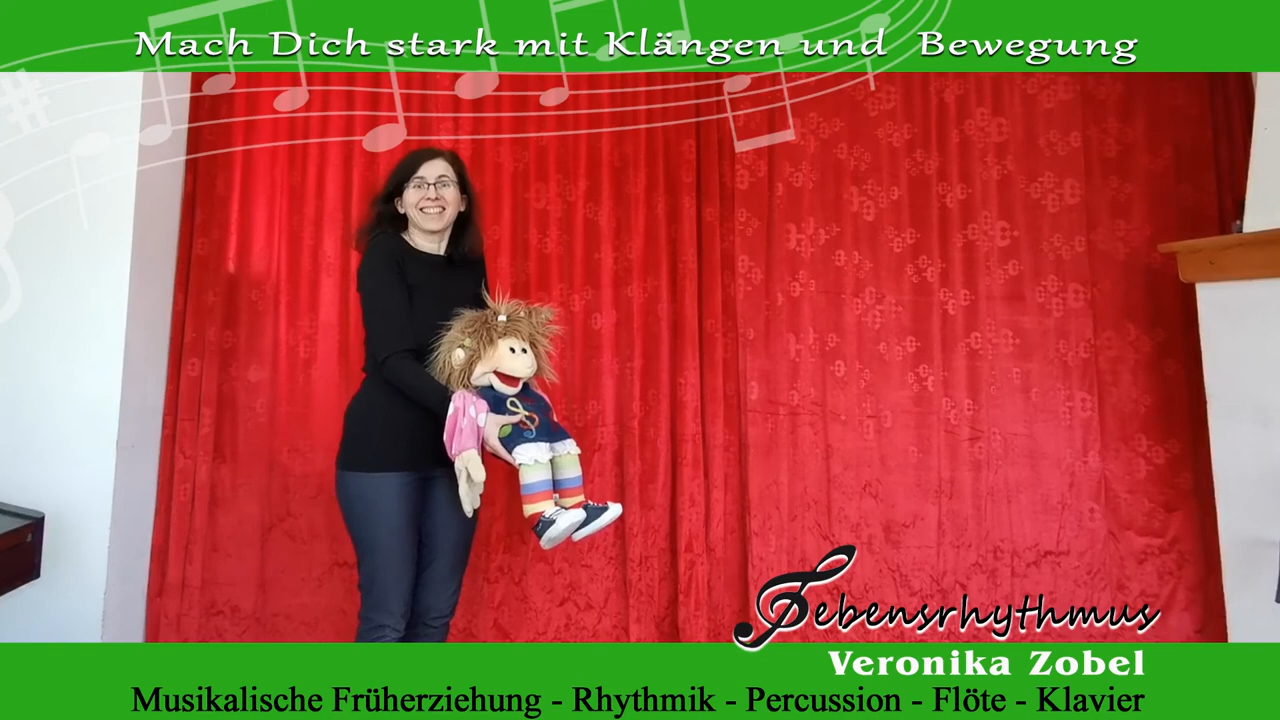 Mach Dich stark mit Klängen und Bewegung
Lebensrhythmus
Veronika Zobel
Musikalische Früherziehung - Rhythmik - Percussion - Flöte - Klavier